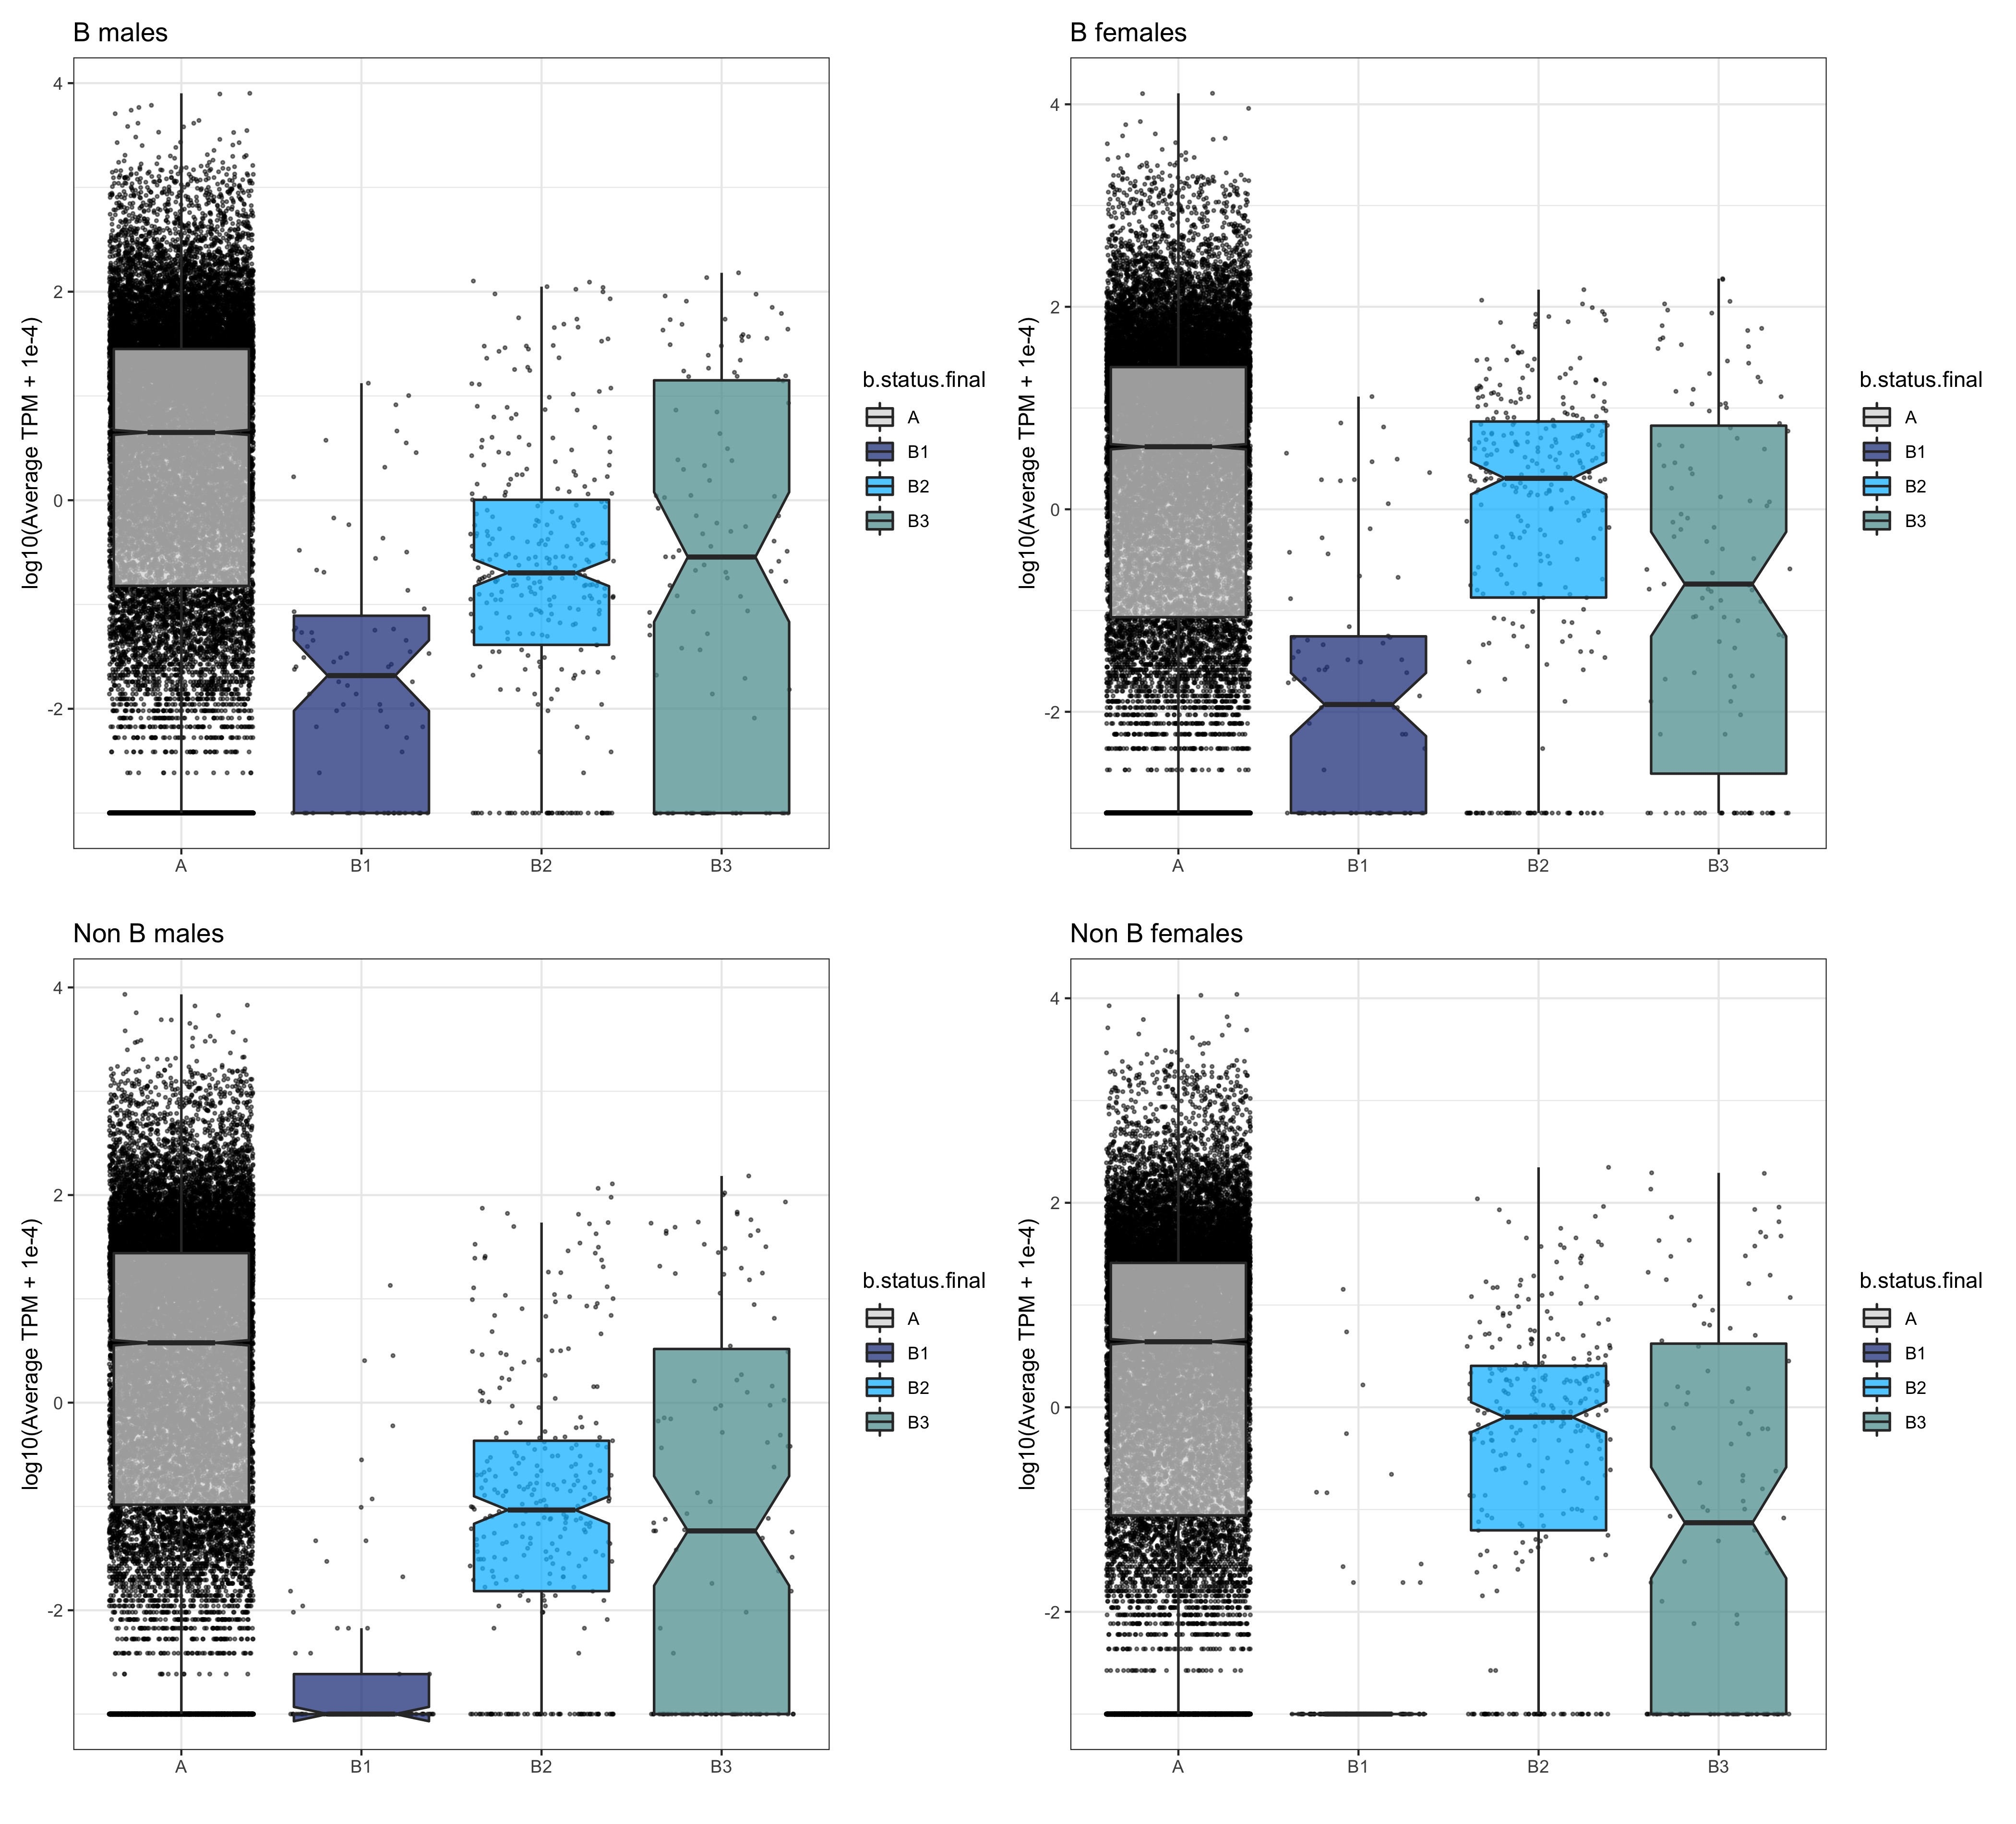 B males
log10(Average TPM + 1e-4)
4
2
0
-2
A B1 B2 B3
b.status.final
A
B1
B2
B3
B females
log10(Average TPM + 1e-4)
4
2
0
-2
A B1 B2 B3
b.status.final
A
B1
B2
B3
Non B males
log10(Average TPM + 1e-4)
4
2
0
-2
A B1 B2 B3
b.status.final
A
B1
B2
B3
Non B females
log10(Average TPM + 1e-4)
4
2
0
-2
A B1 B2 B3
b.status.final
A
B1
B2
B3